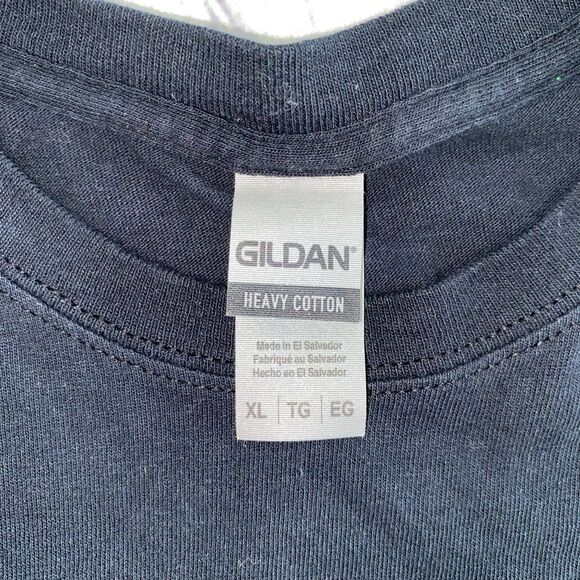 GILDAN®
HEAVY COTTON
Made in El Salvador
Fabriqué au Salvador
Hecho en El Salvador
XL | TG | EG